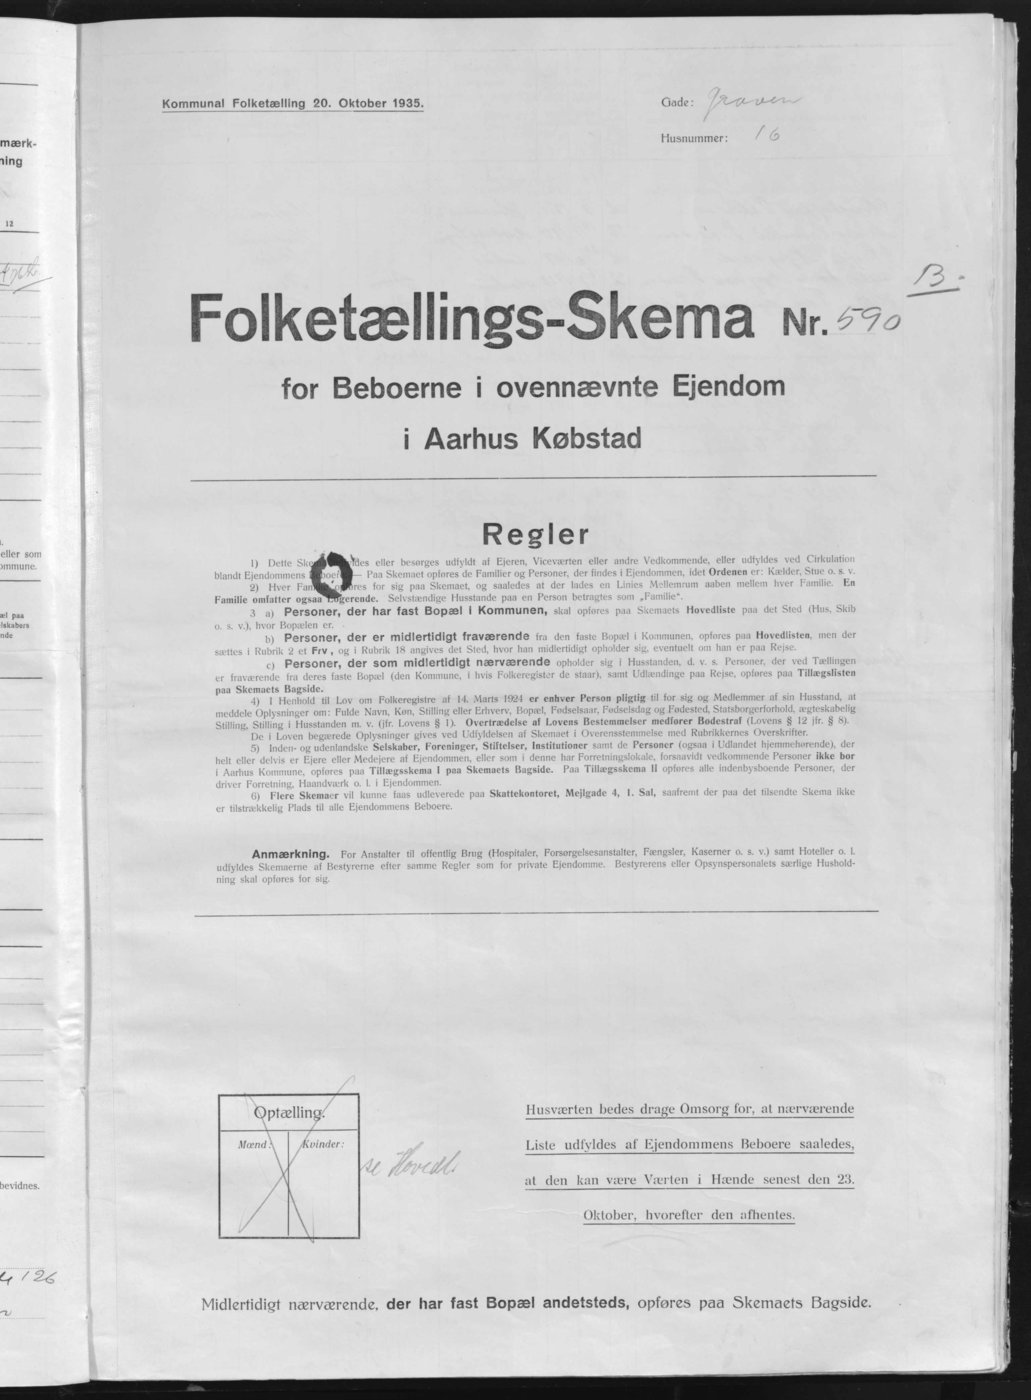 mærk-
ning
12
eller som
ommune.
æl paa
elskabers
nde
bevidnes.
126
Kommunal Folketælling 20. Oktober 1935.
Gade: Graven
Husnummer: 16
B.
Folketællings-Skema Nr. 590
for Beboerne i ovennævnte Ejendom
i Aarhus Købstad
Regler
1) Dette eller besørges udfyldt af Ejeren, Viceværten eller andre Vedkommende, eller udfyldes ved Cirkulation
blandt Ejendommens — Paa Skemaet opføres de Familier og Personer, der findes i Ejendommen, idet Ordenen er: Kælder, Stue o. s. v.
2) Hver for sig paa Skemaet, og saaledes at der lades en Linies Mellemrum aaben mellem hver Familie. En
Familie omfatter ogsaa Logerende. Selvstændige Husstande paa en Person betragtes som „Familie“.
3 a) Personer, der har fast Bopæl i Kommunen, skal opføres paa Skemaets Hovedliste paa det Sted (Hus, Skib
o. s. v.), hvor Bopælen er.
b) Personer, der er midlertidigt fraværende fra den faste Bopæl i Kommunen, opføres paa Hovedlisten, men der
sættes i Rubrik 2 et Frv, og i Rubrik 18 angives det Sted, hvor han midlertidigt opholder sig, eventuelt om han er paa Rejse.
c) Personer, der som midlertidigt nærværende opholder sig i Husstanden, d. v. s. Personer, der ved Tællingen
er fraværende fra deres faste Bopæl (den Kommune, i hvis Folkeregister de staar), samt Udlændinge paa Rejse, opføres paa Tillægslisten
paa Skemaets Bagside.
4) I Henhold til Lov om Folkeregistre af 14. Marts 1924 er enhver Person pligtig til for sig og Medlemmer af sin Husstand, at
meddele Oplysninger om: Fulde Navn, Køn, Stilling eller Erhverv, Bopæl, Fødselsaar, Fødselsdag og Fødested, Statsborgerforhold, ægteskabelig
Stilling, Stilling i Husstanden m. v. (jfr. Lovens § 1). Overtrædelse af Lovens Bestemmelser medfører Bødestraf (Lovens § 12 jfr. § 8).
De i Loven begærede Oplysninger gives ved Udfyldelsen af Skemaet i Overensstemmelse med Rubrikkernes Overskrifter.
5) Inden- og udenlandske Selskaber, Foreninger, Stiftelser, Institutioner samt de Personer (ogsaa i Udlandet hjemmehørende), der
helt eller delvis er Ejere eller Medejere af Ejendommen, eller som i denne har Forretningslokale, forsaavidt vedkommende Personer ikke bor
i Aarhus Kommune, opføres paa Tillægsskema I paa Skemaets Bagside. Paa Tillægsskema II opføres alle indenbysboende Personer, der
driver Forretning, Haandværk o. l. i Ejendommen.
6) Flere Skemaer vil kunne faas udleverede paa Skattekontoret, Mejlgade 4, 1. Sal, saafremt der paa det tilsendte Skema ikke
er tilstrækkelig Plads til alle Ejendommens Beboere.
Anmærkning. For Anstalter til offentlig Brug (Hospitaler, Forsørgelsesanstalter, Fængsler, Kaserner o. s. v.) samt Hoteller o. l.
udfyldes Skemaerne af Bestyrerne efter samme Regler som for private Ejendomme. Bestyrerens eller Opsynspersonalets særlige Hushold-
ning skal opføres for sig.
Optælling.
Mænd: Kvinder:
se Hovedl.
Husværten bedes drage Omsorg for, at nærværende
Liste udfyldes af Ejendommens Beboere saaledes,
at den kan være Værten i Hænde senest den 23.
Oktober, hvorefter den afhentes.
Midlertidigt nærværende, der har fast Bopæl andetsteds, opføres paa Skemaets Bagside.